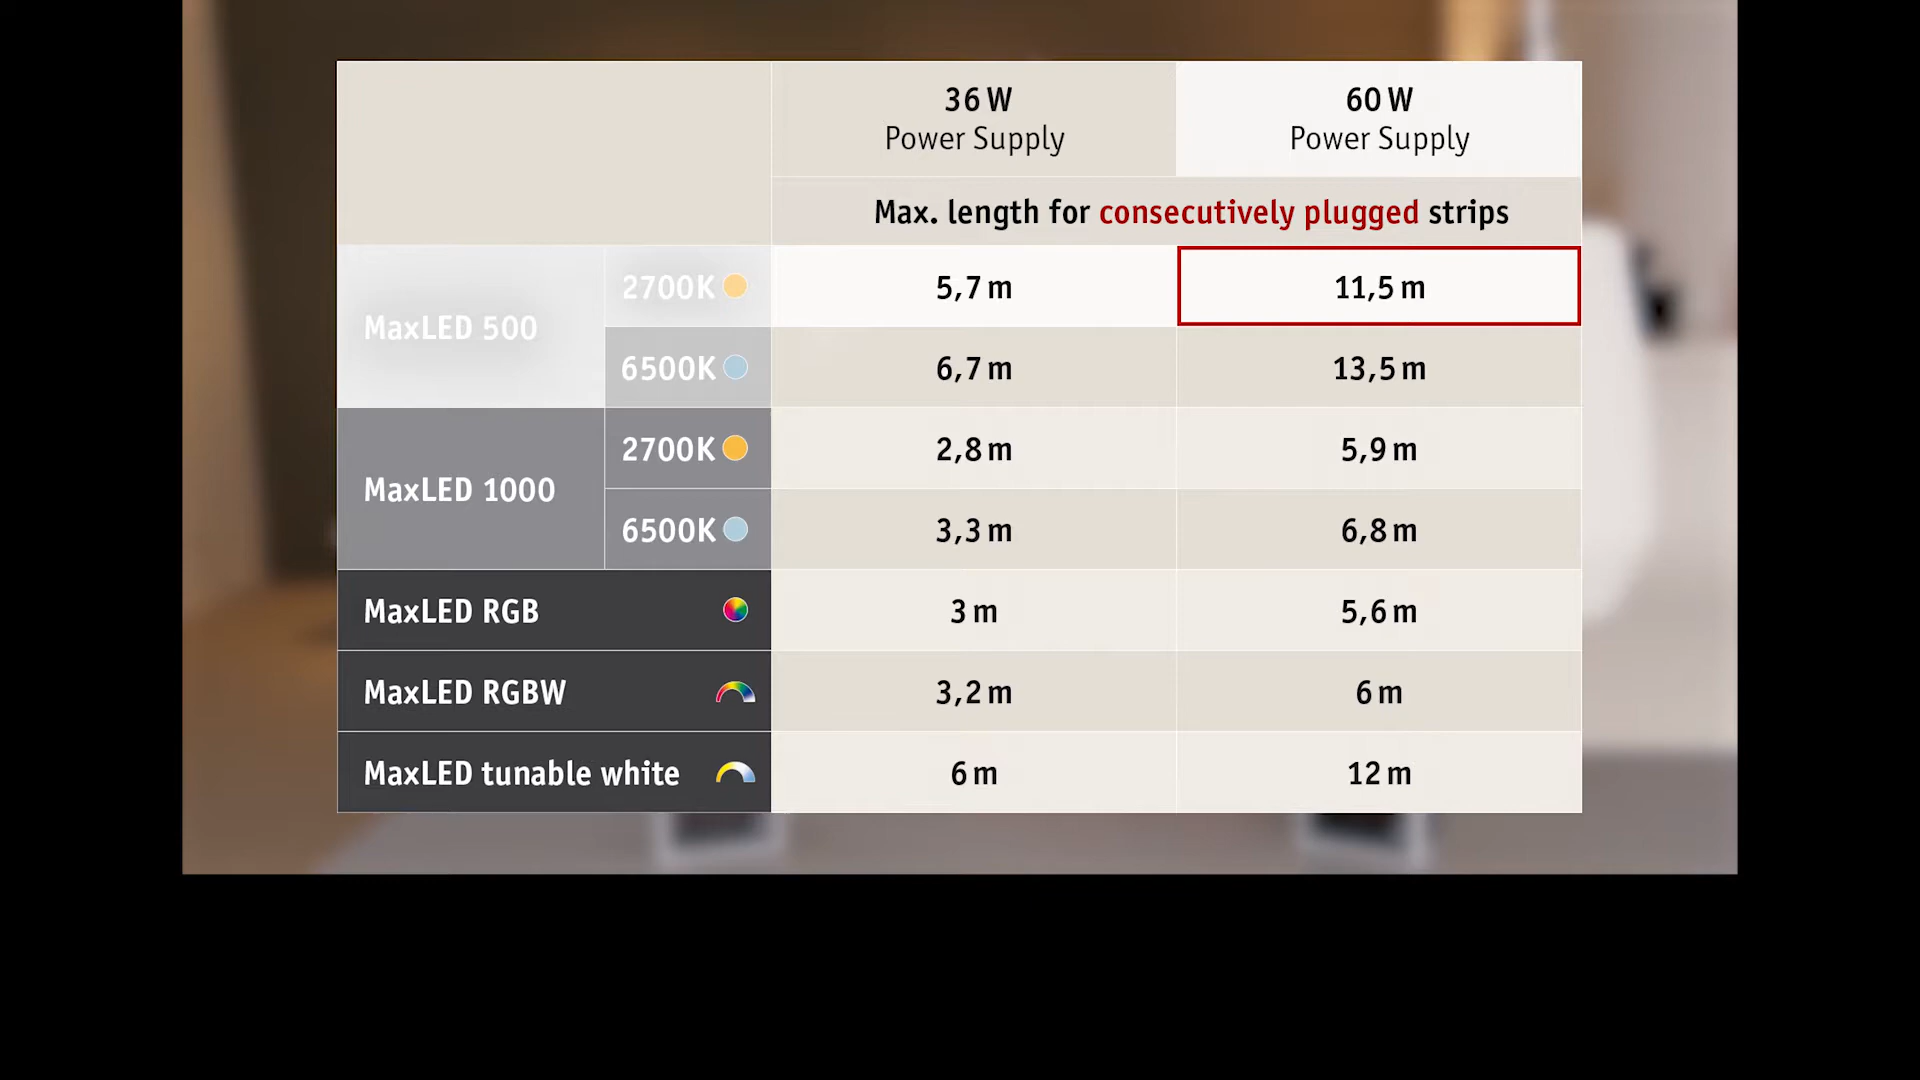 36 W
Power Supply
60 W
Power Supply
Max. length for consecutively plugged strips
MaxLED 500
2700K
5,7 m
11,5 m
6500K
6,7 m
13,5 m
MaxLED 1000
2700K
2,8 m
5,9 m
6500K
3,3 m
6,8 m
MaxLED RGB
3 m
5,6 m
MaxLED RGBW
3,2 m
6 m
MaxLED tunable white
6 m
12 m